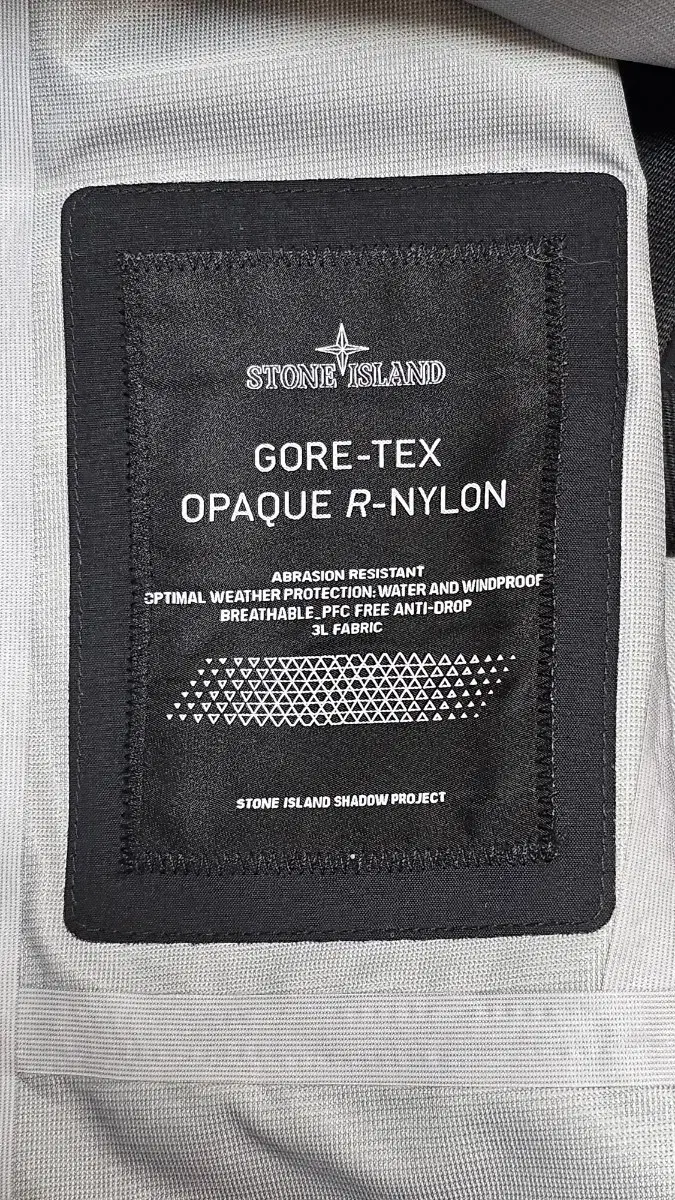 STONE ISLAND
GORE-TEX
OPAQUE R-NYLON
ABRASION RESISTANT
OPTIMAL WEATHER PROTECTION: WATER AND WINDPROOF
BREATHABLE_PFC FREE ANTI-DROP
3L FABRIC
STONE ISLAND SHADOW PROJECT